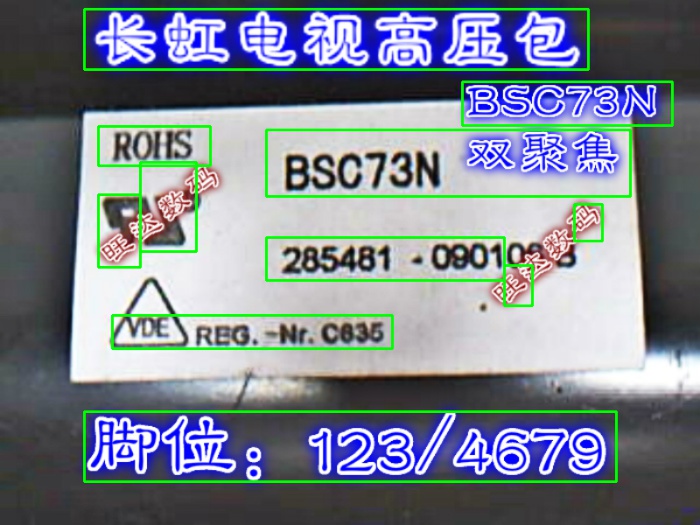 长虹电视高压包
BSC73N
ROHS
BSC73N
双聚焦
旺达数码
285481 -090106 B
旺达数码
VDE REG.-Nr. C635
脚位：123/4679